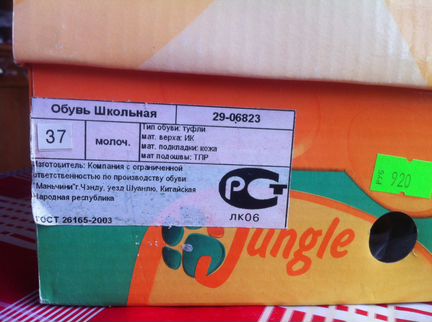 Обувь Школьная
29-06823
37
молоч.
Тип обуви: туфли
мат. верха: ИК
мат. подкладки: кожа
мат подошвы: ТПР
Изготовитель: Компания с ограниченной
ответственностью по производству обуви
"Маньчини"г.Чэнду, уезд Шуанлю, Китайская
Народная республика
РСТ
ЛК06
ГОСТ 26165-2003
Jungle
920